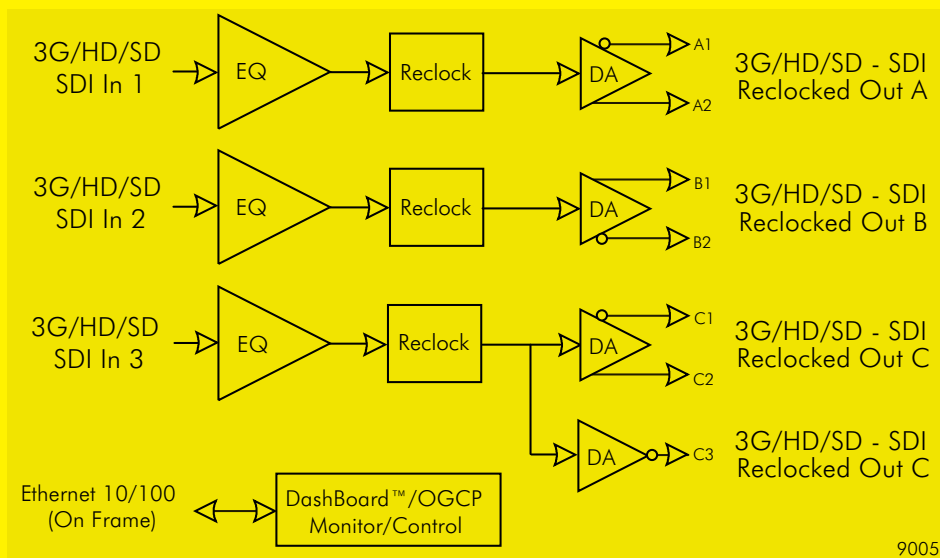 3G/HD/SD
SDI In 1
EQ
Reclock
DA
A1
A2
3G/HD/SD - SDI
Reclocked Out A
3G/HD/SD
SDI In 2
EQ
Reclock
DA
B1
B2
3G/HD/SD - SDI
Reclocked Out B
3G/HD/SD
SDI In 3
EQ
Reclock
DA
C1
C2
3G/HD/SD - SDI
Reclocked Out C
DA
C3
3G/HD/SD - SDI
Reclocked Out C
Ethernet 10/100
(On Frame)
DashBoard™/OGCP
Monitor/Control
9005